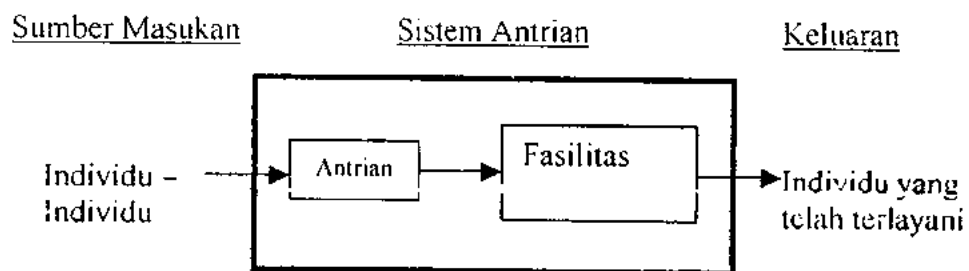 Sumber Masukan
Sistem Antrian
Keluaran
Individu –
Individu
Antrian
Fasilitas
Individu yang
telah terlayani